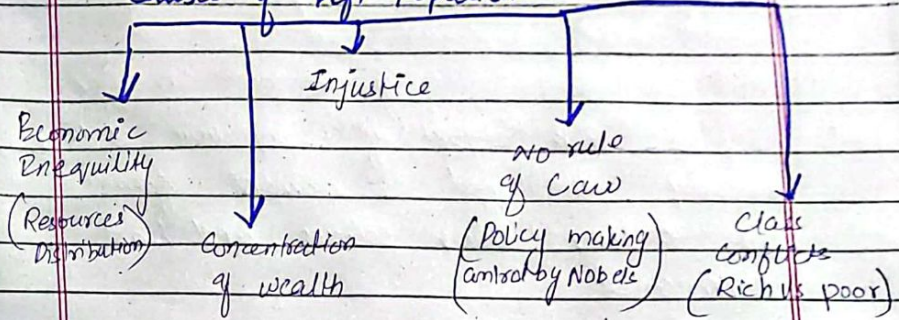 Injustice
Economic
Enequility
(Resources
Distribution)
Concentration
of wealth
No rule
of Law
(Policy making
control by Nobels)
Class
conflicts
(Rich vs poor)